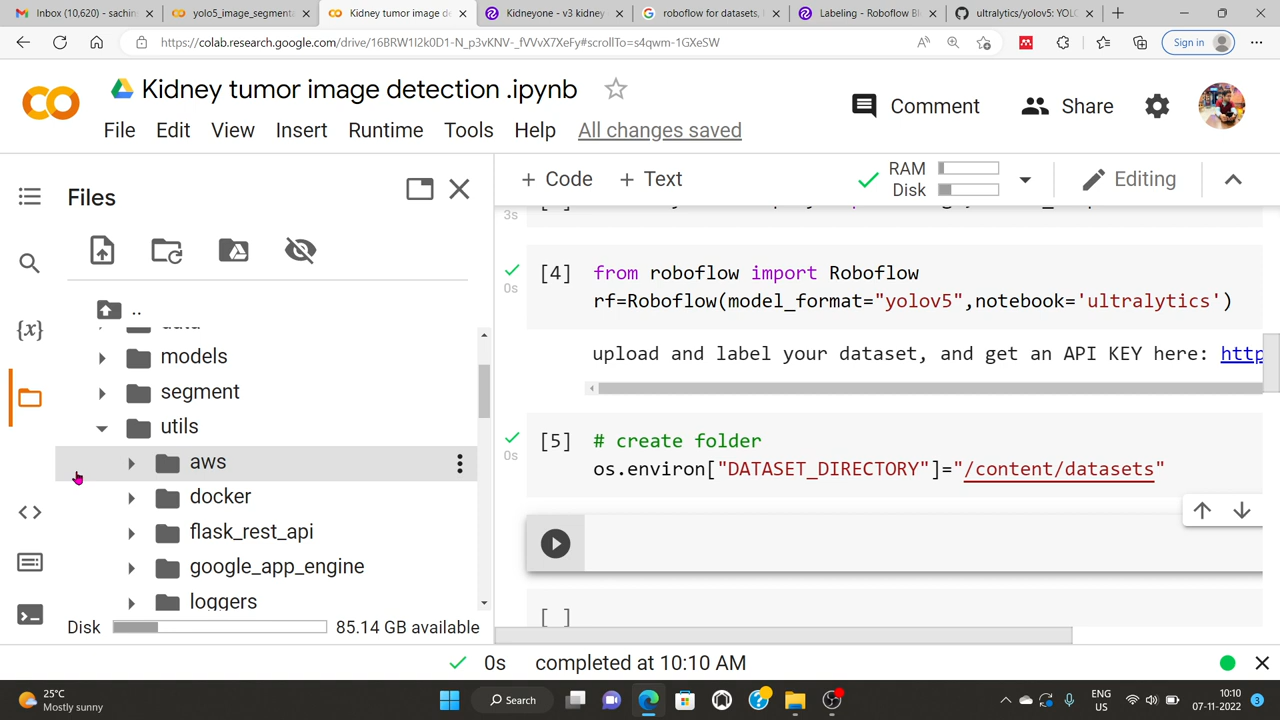 Inbox (10,620) - sachin
yolo5_image_segmenta
Kidney tumor image de
Kidneyone - v3 kidney
roboflow for datasets, l
Labeling - Roboflow Bl
ultralytics/yolov5: YOLO
https://colab.research.google.com/drive/16BRW1I2k0D1-N_p3vKNV-_fVVvX7XeFy#scrollTo=s4qwm-1GXeSW
Sign in
Kidney tumor image detection .ipynb
Comment
Share
File Edit View Insert Runtime Tools Help All changes saved
Files
+ Code + Text
RAM
Disk
Editing
3s
[4] from roboflow import Roboflow
0s rf=Roboflow(model_format="yolov5",notebook='ultralytics')
upload and label your dataset, and get an API KEY here: http
[5] # create folder
0s os.environ["DATASET_DIRECTORY"]="/content/datasets"
[ ]
..
data
models
segment
utils
aws
docker
flask_rest_api
google_app_engine
loggers
{x}
Disk 85.14 GB available
0s completed at 10:10 AM
25°C
Mostly sunny
Search
ENG
US
10:10
07-11-2022
3